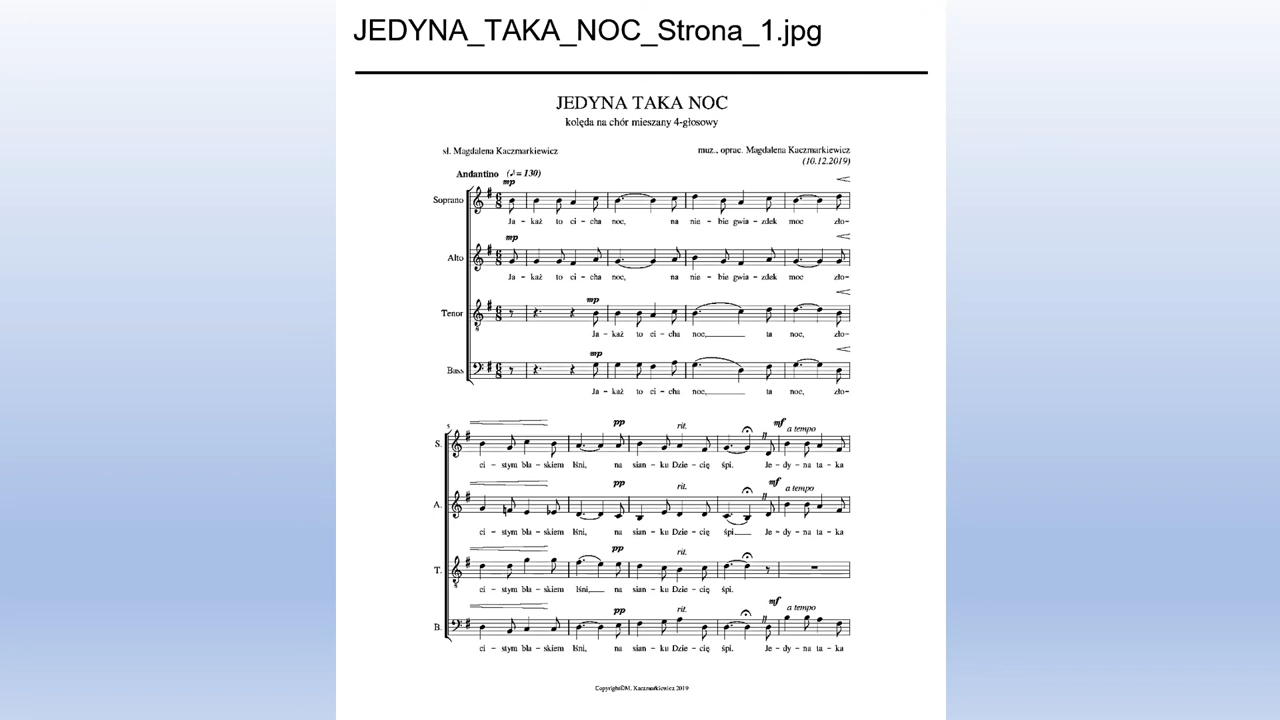 JEDYNA_TAKA_NOC_Strona_1.jpg
JEDYNA TAKA NOC
kolęda na chór mieszany 4-głosowy
sł. Magdalena Kaczmarkiewicz
muz., oprac. Magdalena Kaczmarkiewicz
(10.12.2019)
Andantino (♩= 130)
mp
Soprano
Ja - każ to ci - cha noc, na nie - bie gwia - zdek moc zło-
mp
Alto
Ja - każ to ci - cha noc, na nie - bie gwia - zdek moc zło-
mp
Tenor
Ja - każ to ci - cha noc, ta noc, zło-
mp
Bass
Ja - każ to ci - cha noc, ta noc, zło-
5
pp rit. mf a tempo
S.
ci - stym bla - skiem lśni, na sian - ku Dzie - cię śpi. Je - dy - na ta - ka
pp rit. mf a tempo
A.
ci - stym bla - skiem lśni, na sian - ku Dzie - cię śpi. Je - dy - na ta - ka
pp rit.
T.
ci - stym bla - skiem lśni, na sian - ku Dzie - cię śpi.
pp rit. mf a tempo
B.
ci - stym bla - skiem lśni, na sian - ku Dzie - cię śpi. Je - dy - na ta - ka
Copyright©M. Kaczmarkiewicz 2019